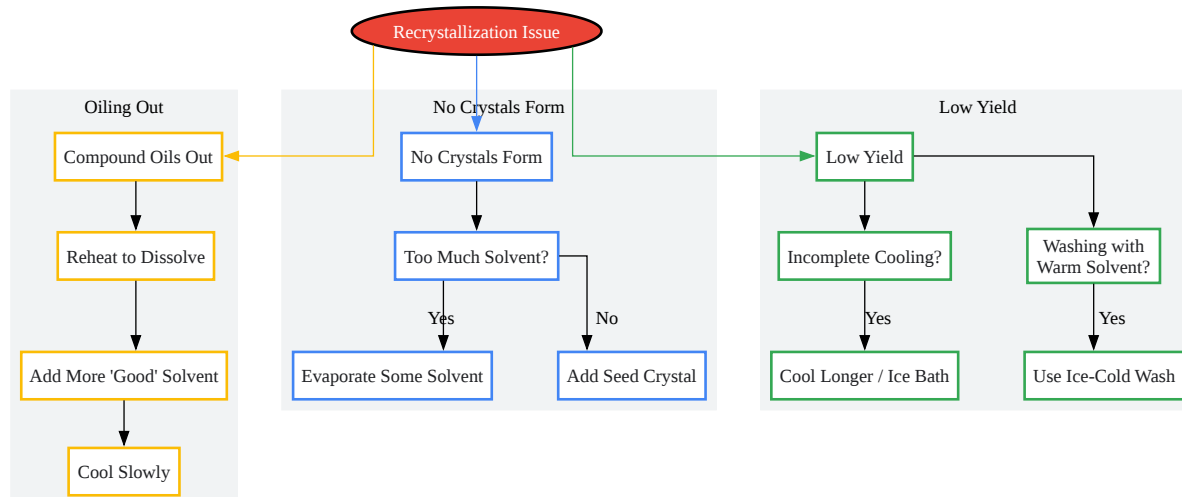 Recrystallization Issue
Oiling Out
Compound Oils Out
Reheat to Dissolve
Add More 'Good' Solvent
Cool Slowly
No Crystals Form
No Crystals Form
Too Much Solvent?
Yes
No
Evaporate Some Solvent
Add Seed Crystal
Low Yield
Low Yield
Incomplete Cooling?
Washing with
Warm Solvent?
Yes
Yes
Cool Longer / Ice Bath
Use Ice-Cold Wash